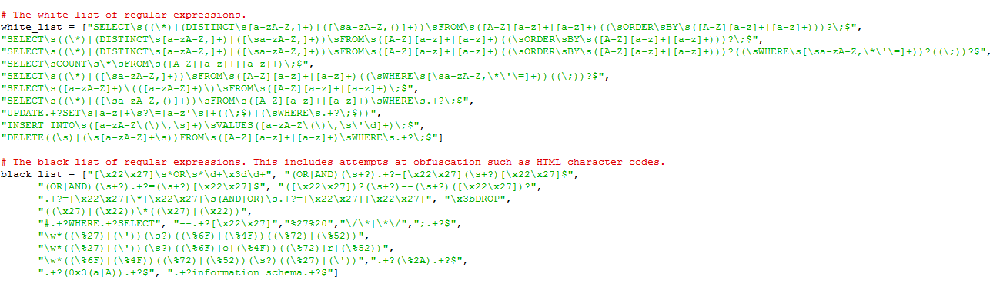 # The white list of regular expressions.
white_list = ["SELECT\s((\*)|(DISTINCT\s[a-zA-Z,]+)|([\sa-zA-Z,()]+))\sFROM\s([A-Z][a-z]+|[a-z]+)((\sORDER\sBY\s([A-Z][a-z]+|[a-z]+)))?\;$",
"SELECT\s((\*)|(DISTINCT\s[a-zA-Z,]+)|([\sa-zA-Z,]+))\sFROM\s([A-Z][a-z]+|[a-z]+)((\sORDER\sBY\s([A-Z][a-z]+|[a-z]+)))?\;$",
"SELECT\s((\*)|(DISTINCT\s[a-zA-Z,]+)|([\sa-zA-Z,]+))\sFROM\s([A-Z][a-z]+|[a-z]+)((\sORDER\sBY\s([A-Z][a-z]+|[a-z]+)))?((\sWHERE\s[\sa-zA-Z,\*\'\=]+))?((\;))?$",
"SELECT\sCOUNT\s\*\sFROM\s([A-Z][a-z]+|[a-z]+)\;$",
"SELECT\s((\*)|([\sa-zA-Z,]+))\sFROM\s([A-Z][a-z]+|[a-z]+)((\sWHERE\s[\sa-zA-Z,\*\'\=]+))((\;))?$",
"SELECT\s([a-zA-Z]+)\(([a-zA-Z]+)\)\sFROM\s([A-Z][a-z]+|[a-z]+)\;$",
"SELECT\s((\*)|([\sa-zA-Z,()]+))\sFROM\s([A-Z][a-z]+|[a-z]+)\sWHERE\s.+?\;$",
"UPDATE.+?SET\s[a-z]+\s?\=[a-z'\s]+((\;$)|(\sWHERE\s.+?\;$))",
"INSERT INTO\s([a-zA-Z\(\)\,\s]+)\sVALUES([a-zA-Z\(\)\,\s\'\d]+)\;$",
"DELETE((\s)|(\s[a-zA-Z]+\s))FROM\s([A-Z][a-z]+|[a-z]+)\sWHERE\s.+?\;$"]
# The black list of regular expressions. This includes attempts at obfuscation such as HTML character codes.
black_list = ["[\x22\x27]\s*OR\s*\d+\x3d\d+", "(OR|AND)(\s+?).+?=[\x22\x27](\s+?)[\x22\x27]$",
"(OR|AND)(\s+?).+?=(\s+?)[\x22\x27]$", "([\x22\x27])?(\s+?)--(\s+?)([\x22\x27])?",
".+?=[\x22\x27]\*[\x22\x27]\s(AND|OR)\s.+?=[\x22\x27][\x22\x27]", "\x3bDROP",
"((\x27)|(\x22))\*((\x27)|(\x22))",
"#.+?WHERE.+?SELECT", "--.+?[\x22\x27]","%27%20","\/\*|\*\/",";.+?$",
"\w*((\%27)|(\'))(\s?)((\%6F)|(\%4F))((\%72)|(\%52))",
"\w*((\%27)|(\'))(\s?)((\%6F)|o|(\%4F))((\%72)|r|(\%52))",
"\w*((\%6F)|(\%4F))((\%72)|(\%52))(\s?)((\%27)|(\'))",".+?(\%2A).+?$",
".+?(0x3(a|A)).+?$", ".+?information_schema.+?$"]